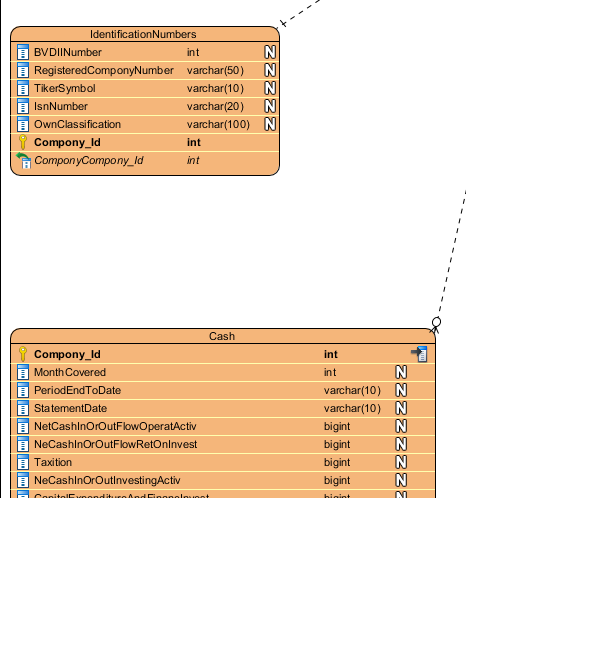 IdentificationNumbers
BVDIINumber int N
RegisteredComponyNumber varchar(50) N
TikerSymbol varchar(10) N
IsnNumber varchar(20) N
OwnClassification varchar(100) N
Compony_Id int
ComponyCompony_Id int
Cash
Compony_Id int
MonthCovered int N
PeriodEndToDate varchar(10) N
StatementDate varchar(10) N
NetCashInOrOutFlowOperatActiv bigint N
NeCashInOrOutFlowRetOnInvest bigint N
Taxition bigint N
NeCashInOrOutInvestingActiv bigint N
CapitalExpenditureAndFinancInvest bigint N